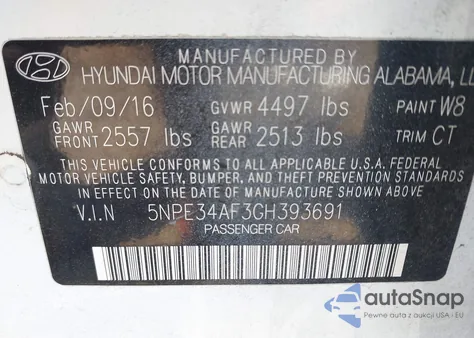 MANUFACTURED BY
HYUNDAI MOTOR MANUFACTURING ALABAMA, LL
Feb/09/16 GVWR 4497 lbs PAINT W8
GAWR FRONT 2557 lbs GAWR REAR 2513 lbs TRIM CT
THIS VEHICLE CONFORMS TO ALL APPLICABLE U.S.A. FEDERAL
MOTOR VEHICLE SAFETY, BUMPER, AND THEFT PREVENTION STANDARDS
IN EFFECT ON THE DATE OF MANUFACTURE SHOWN ABOVE.
V.I.N 5NPE34AF3GH393691
PASSENGER CAR
autoSnap
Pewne auta z USA i EU